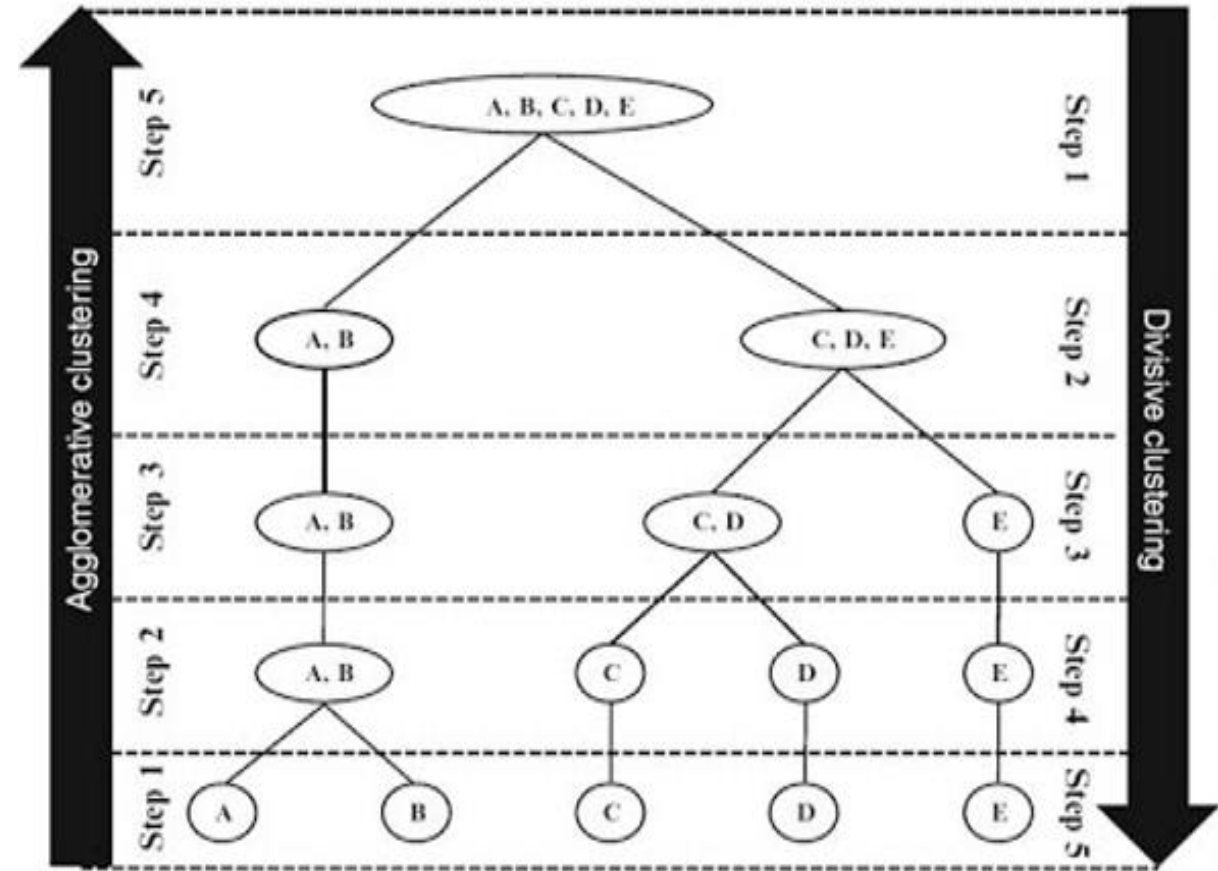 Agglomerative clustering
Divisive clustering
Step 5
A, B, C, D, E
Step 1
Step 4
A, B
C, D, E
Step 2
Step 3
A, B
C, D
E
Step 3
Step 2
A, B
C
D
E
Step 4
Step 1
A
B
C
D
E
Step 5